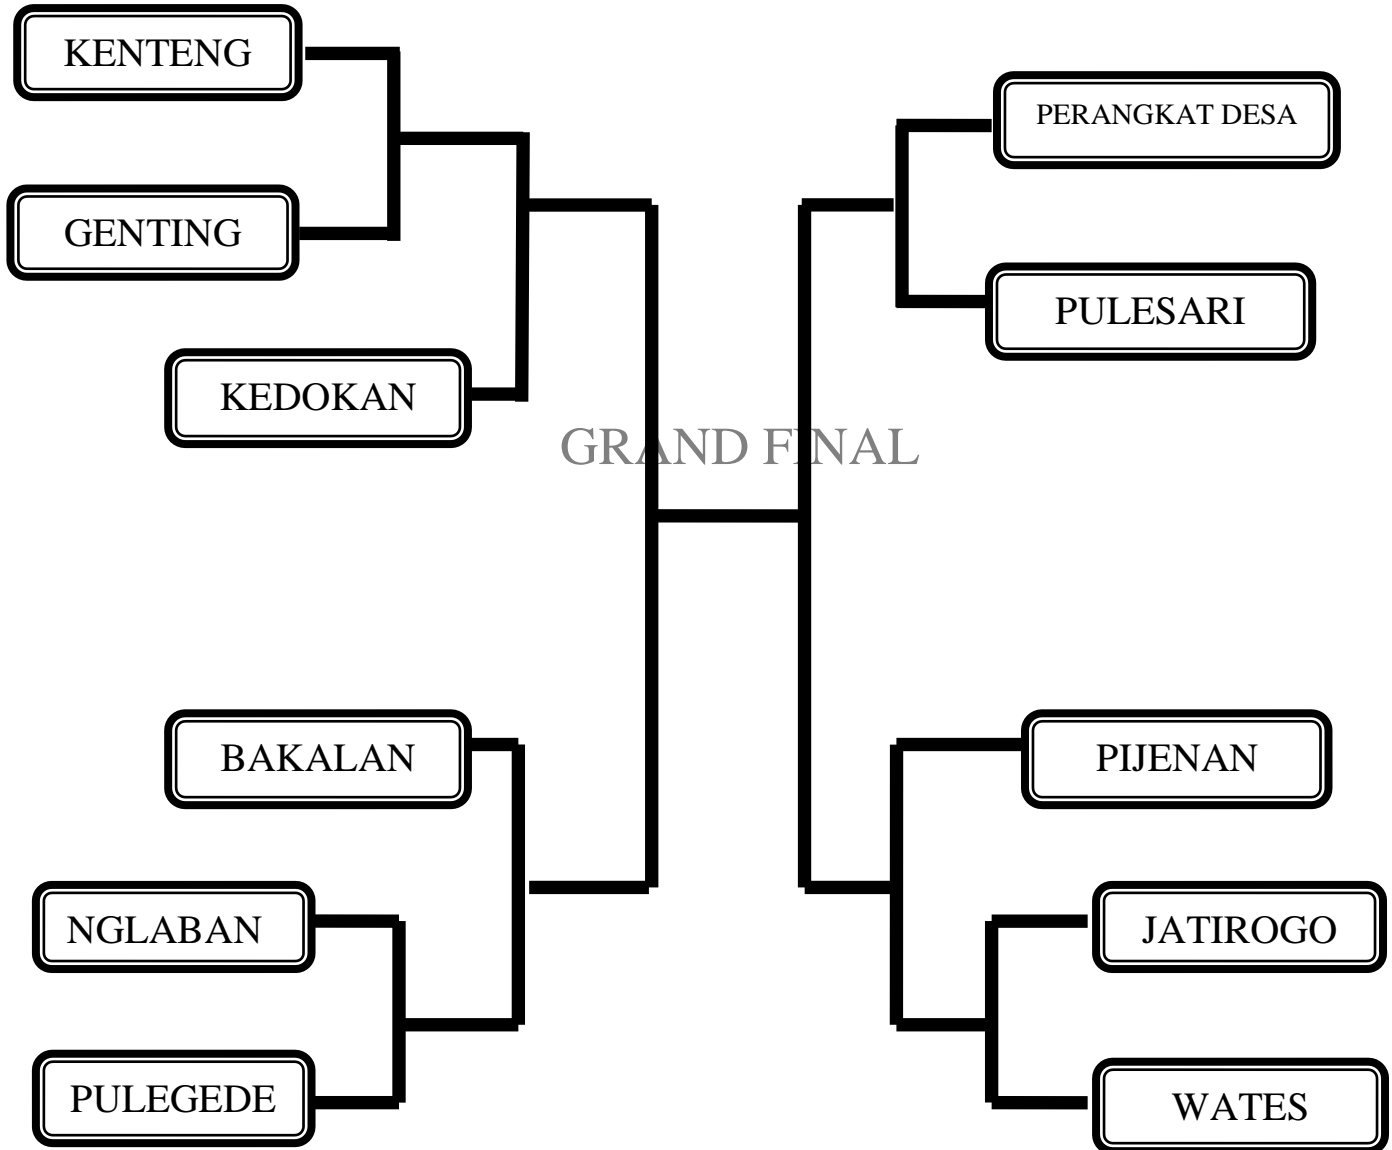 KENTENG
GENTING
KEDOKAN
PERANGKAT DESA
PULESARI
GRAND FINAL
BAKALAN
NGLABAN
PULEGEDE
PIJENAN
JATIROGO
WATES